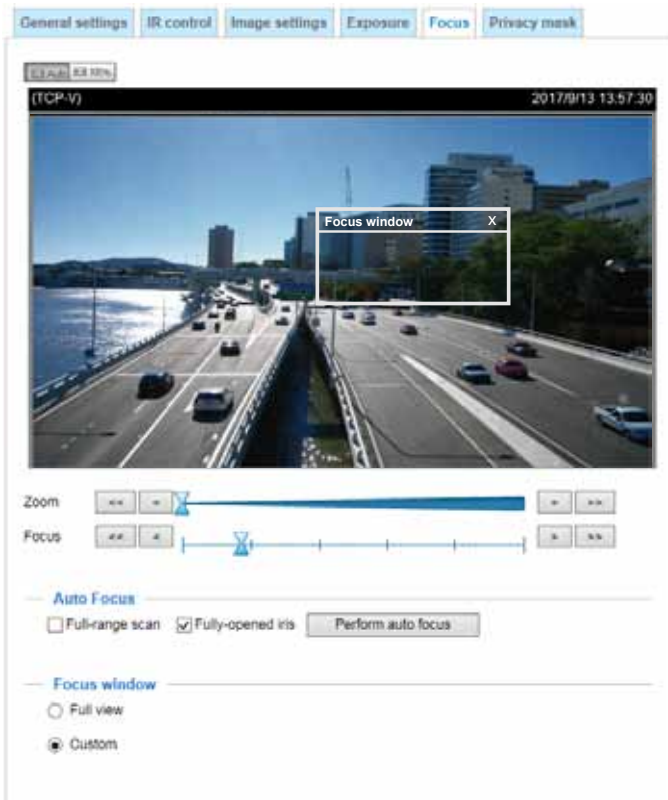 General settings IR control Image settings Exposure Focus Privacy mask
Auto
(TCP-V) 2017/9/13 13:57:30
Focus window X
Zoom << >>
Focus << < > >>
Auto Focus
Full-range scan Fully-opened iris Perform auto focus
Focus window
Full view
Custom